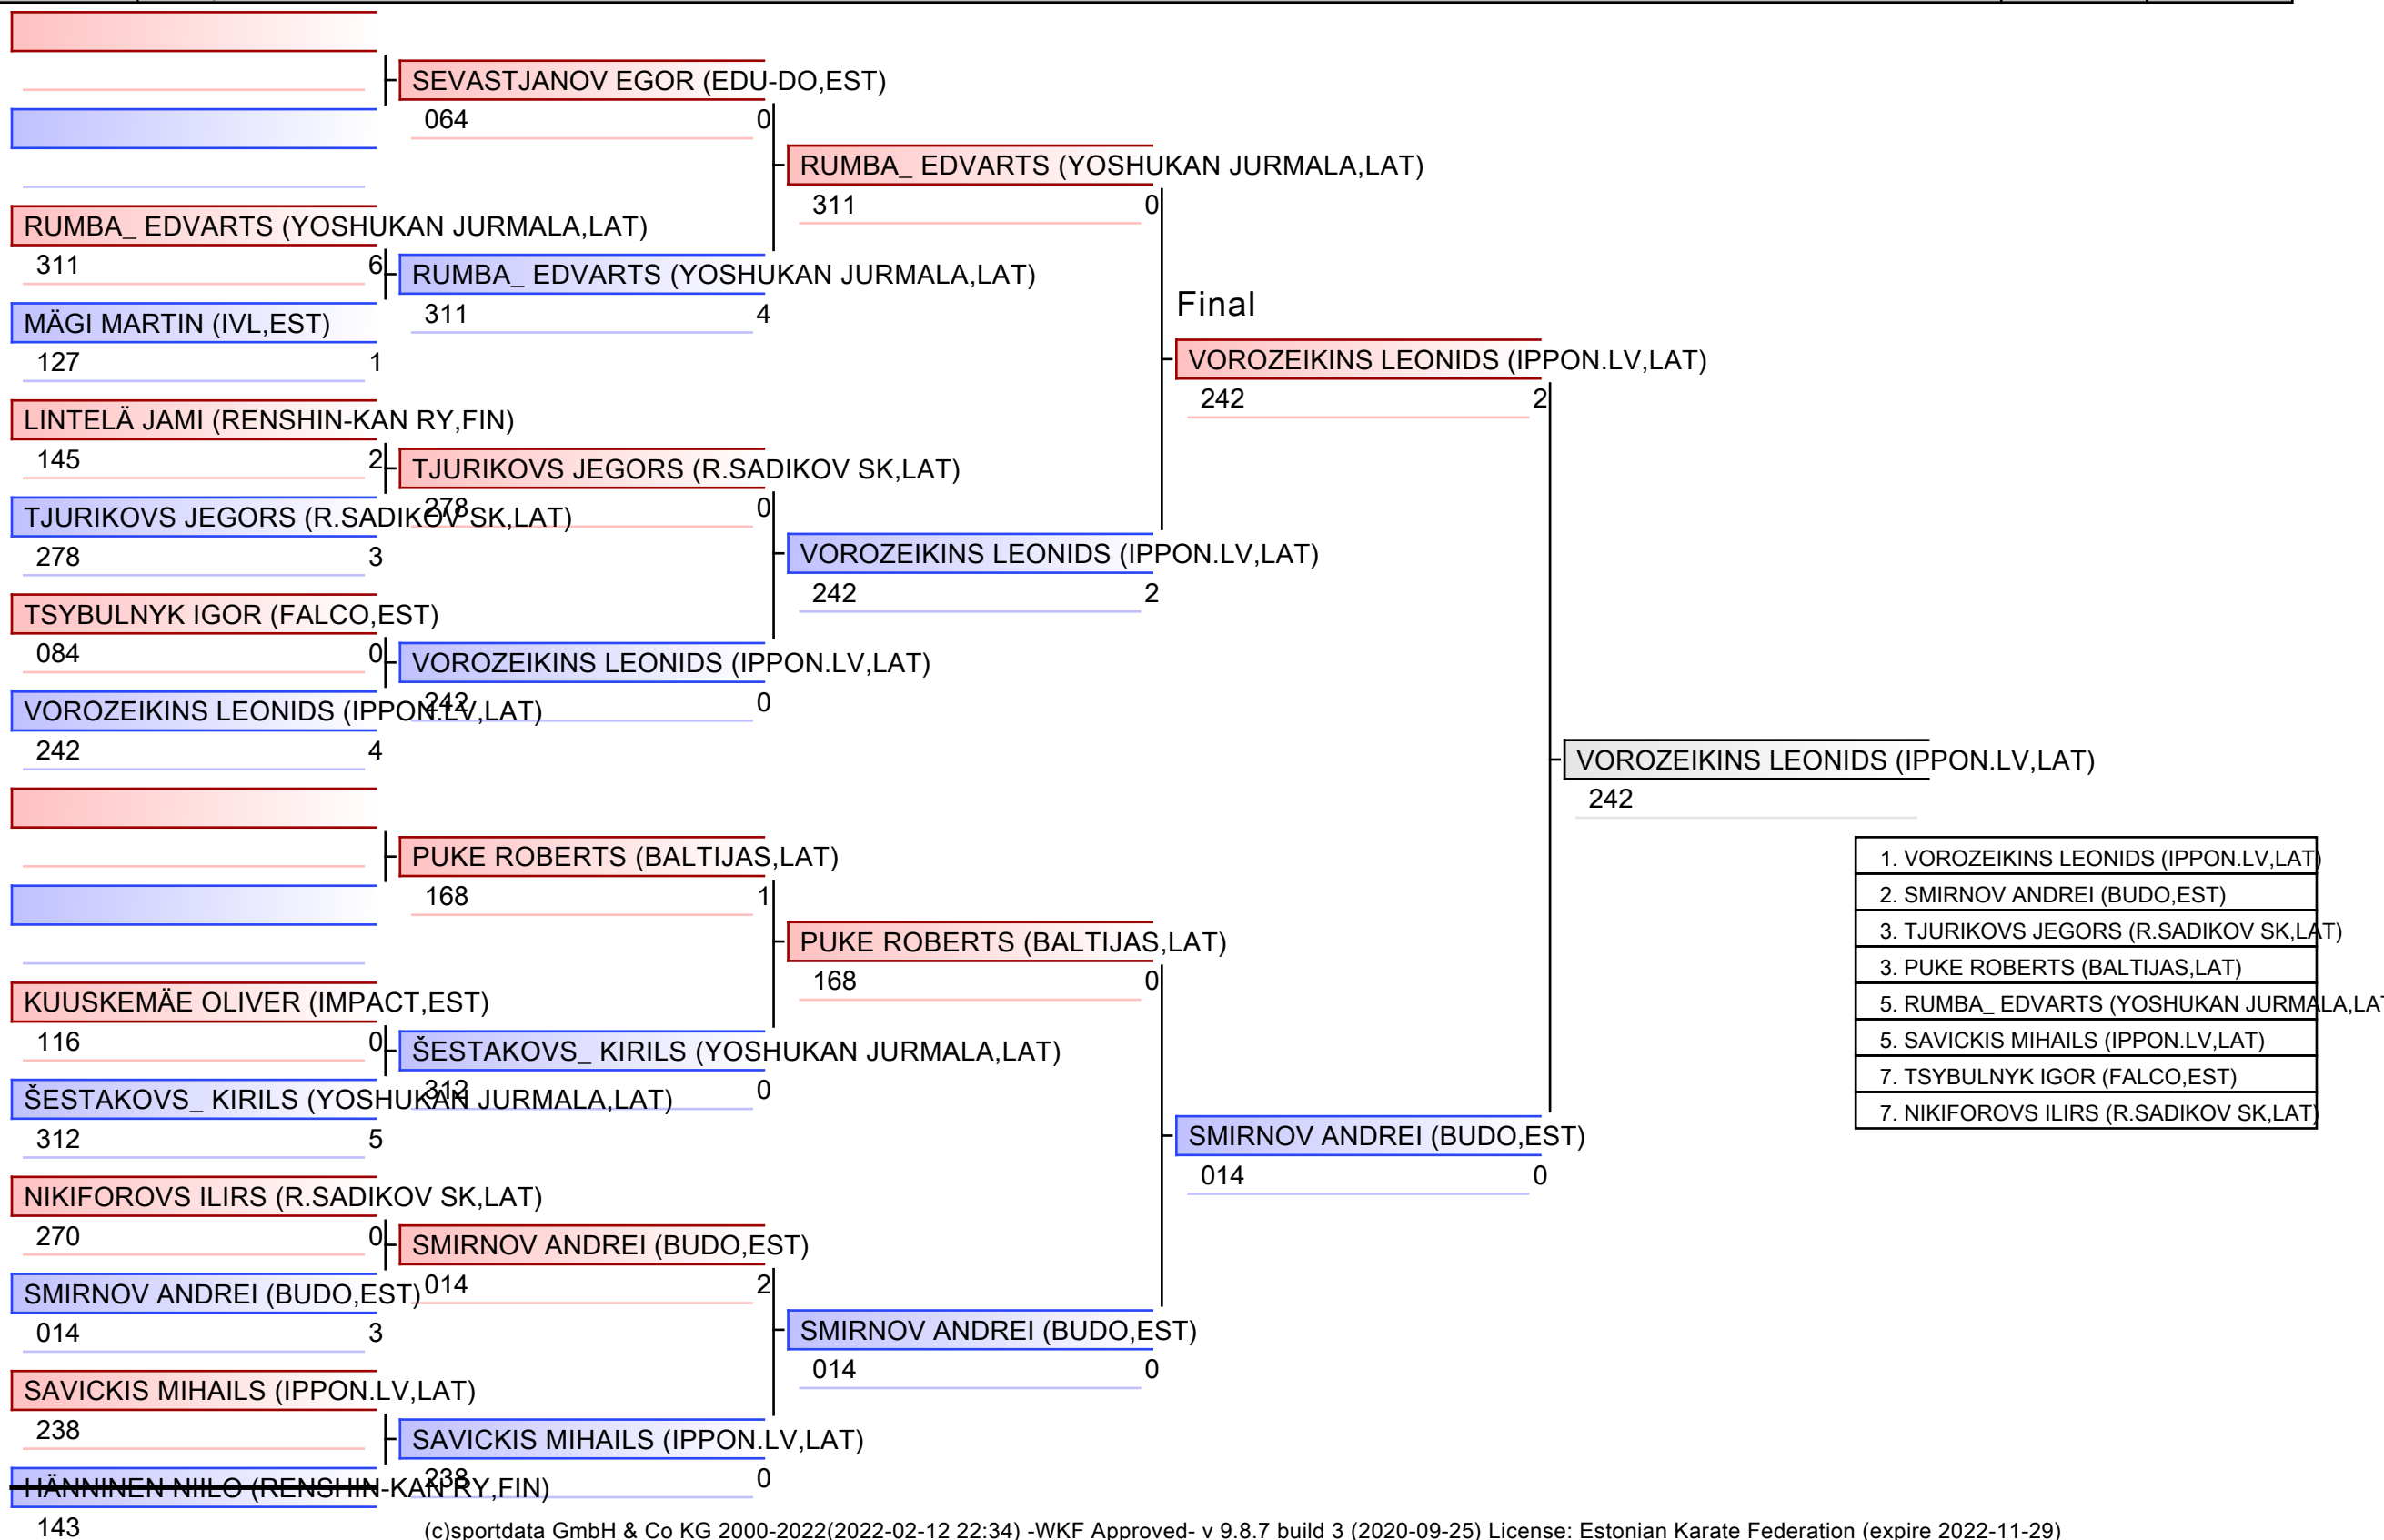 SEVASTJANOV EGOR (EDU-DO,EST)
064 0
RUMBA_ EDVARTS (YOSHUKAN JURMALA,LAT)
311 0
RUMBA_ EDVARTS (YOSHUKAN JURMALA,LAT)
311 6
RUMBA_ EDVARTS (YOSHUKAN JURMALA,LAT)
311 4
MÄGI MARTIN (IVL,EST)
127 1
Final
VOROZEIKINS LEONIDS (IPPON.LV,LAT)
242 2
LINTELÄ JAMI (RENSHIN-KAN RY,FIN)
145 2
TJURIKOVS JEGORS (R.SADIKOV SK,LAT)
278 0
TJURIKOVS JEGORS (R.SADIKOV SK,LAT)
278 3
VOROZEIKINS LEONIDS (IPPON.LV,LAT)
242 2
TSYBULNYK IGOR (FALCO,EST)
084 0
VOROZEIKINS LEONIDS (IPPON.LV,LAT)
242 0
VOROZEIKINS LEONIDS (IPPON.LV,LAT)
242 4
VOROZEIKINS LEONIDS (IPPON.LV,LAT)
242
PUKE ROBERTS (BALTIJAS,LAT)
168 1
PUKE ROBERTS (BALTIJAS,LAT)
168 0
1. VOROZEIKINS LEONIDS (IPPON.LV,LAT)
2. SMIRNOV ANDREI (BUDO,EST)
3. TJURIKOVS JEGORS (R.SADIKOV SK,LAT)
3. PUKE ROBERTS (BALTIJAS,LAT)
5. RUMBA_ EDVARTS (YOSHUKAN JURMALA,LA
5. SAVICKIS MIHAILS (IPPON.LV,LAT)
7. TSYBULNYK IGOR (FALCO,EST)
7. NIKIFOROVS ILIRS (R.SADIKOV SK,LAT)
KUUSKEMÄE OLIVER (IMPACT,EST)
116 0
ŠESTAKOVS_ KIRILS (YOSHUKAN JURMALA,LAT)
312 0
ŠESTAKOVS_ KIRILS (YOSHUKAN JURMALA,LAT)
312 5
SMIRNOV ANDREI (BUDO,EST)
014 0
NIKIFOROVS ILIRS (R.SADIKOV SK,LAT)
270 0
SMIRNOV ANDREI (BUDO,EST)
014 2
SMIRNOV ANDREI (BUDO,EST)
014 3
SMIRNOV ANDREI (BUDO,EST)
014 0
SAVICKIS MIHAILS (IPPON.LV,LAT)
238
SAVICKIS MIHAILS (IPPON.LV,LAT)
238 0
HÄNNINEN NIILO (RENSHIN-KAN RY,FIN)
143
(c)sportdata GmbH & Co KG 2000-2022(2022-02-12 22:34) -WKF Approved- v 9.8.7 build 3 (2020-09-25) License: Estonian Karate Federation (expire 2022-11-29)